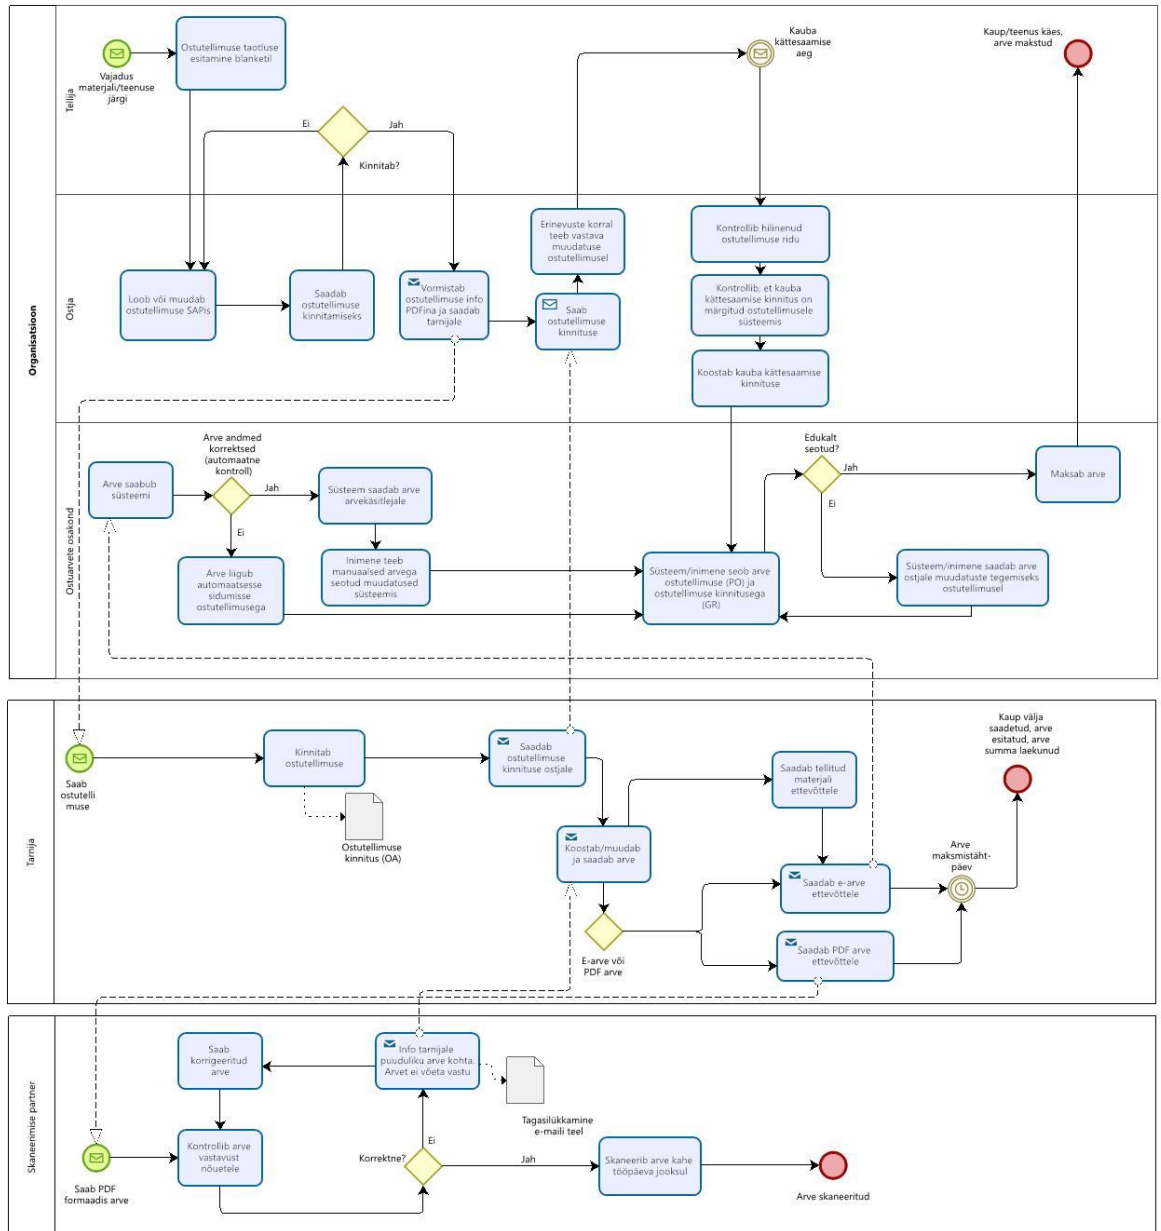 Organisatsioon
Tellija
Vajadus
materjali/teenuse
järgi
Ostutellimuse taotluse
esitamine blanketil
Ei
Jah
Kinnitab?
Kauba
kättesaamise
aeg
Kaup/teenus käes,
arve makstud
Ostja
Loob või muudab
ostutellimuse SAPis
Saadab
ostutellimuse
kinnitamiseks
Vormistab
ostutellimuse info
PDFina ja saadab
tarnijale
Erinevuste korral
teeb vastava
muudatuse
ostutellimusel
Saab
ostutellimuse
kinnituse
Kontrollib hilinenud
ostutellimuse ridu
Kontrollib, et kauba
kättesaamise kinnitus on
märgitud ostutellimusele
süsteemis
Koostab kauba kättesaamise
kinnituse
Ostuarvete osakond
Arve saabub
süsteemi
Arve andmed
korrektsed
(automaatne
kontroll)
Jah
Ei
Süsteem saadab arve
arvekäsitlejale
Arve liigub
automaatsesse
sidumisse
ostutellimusega
Inimene teeb
manuaalsed arvega
seotud muudatused
süsteemis
Süsteem/inimene seob arve
ostutellimuse (PO) ja
ostutellimuse kinnitusega
(GR)
Edukalt
seotud?
Jah
Ei
Maksab arve
Süsteem/inimene saadab arve
ostjale muudatuste tegemiseks
ostutellimusel
Tarnija
Saab
ostutelli
muse
Kinnitab
ostutellimuse
Ostutellimuse
kinnitus (OA)
Saadab
ostutellimuse
kinnituse ostjale
Koostab/muudab
ja saadab arve
E-arve või
PDF arve
Saadab tellitud
materjali
ettevõttele
Saadab e-arve
ettevõttele
Saadab PDF arve
ettevõttele
Arve
maksmistäht-
päev
Kaup välja
saadetud, arve
esitatud, arve
summa laekunud
Skaneerimise partner
Saab PDF
formaadis arve
Saab
korrigeeritud
arve
Kontrollib arve
vastavust
nõuetele
Info tarnijale
puuduliku arve kohta.
Arvet ei võeta vastu
Tagasilükkamine
e-maili teel
Ei
Korrektne?
Jah
Skaneerib arve kahe
tööpäeva jooksul
Arve skaneeritud